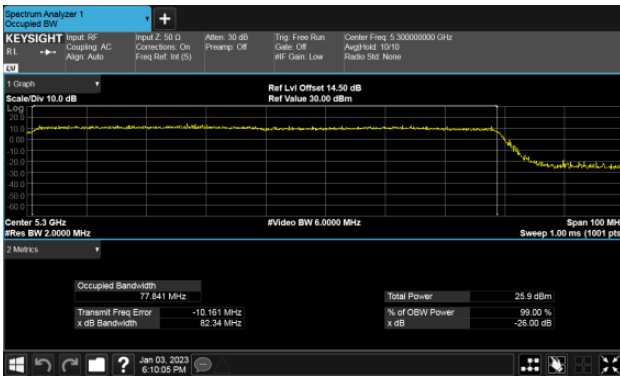 Spectrum Analyzer 1
Occupied BW
KEYSIGHT Input: RF Input Z: 50 Ω Atten: 30 dB Trig: Free Run Center Freq: 5.300000000 GHz
RL Coupling: AC Corrections: On Preamp: Off Gate: Off Avg|Hold: 10/10
Align: Auto Freq Ref: Int (S) #IF Gain: Low Radio Std: None
LXI
1 Graph Ref Lvl Offset 14.50 dB
Scale/Div 10.0 dB Ref Value 30.00 dBm
Log
20.0
10.0
0.00
-10.0
-20.0
-30.0
-40.0
-50.0
-60.0
Center 5.3 GHz #Video BW 6.0000 MHz Span 100 MH
#Res BW 2.0000 MHz Sweep 1.00 ms (1001 pts
2 Metrics
Occupied Bandwidth
77.841 MHz Total Power 25.9 dBm
Transmit Freq Error -10.161 MHz % of OBW Power 99.00 %
x dB Bandwidth 82.34 MHz x dB -26.00 dB
? Jan 03, 2023
6:10:05 PM